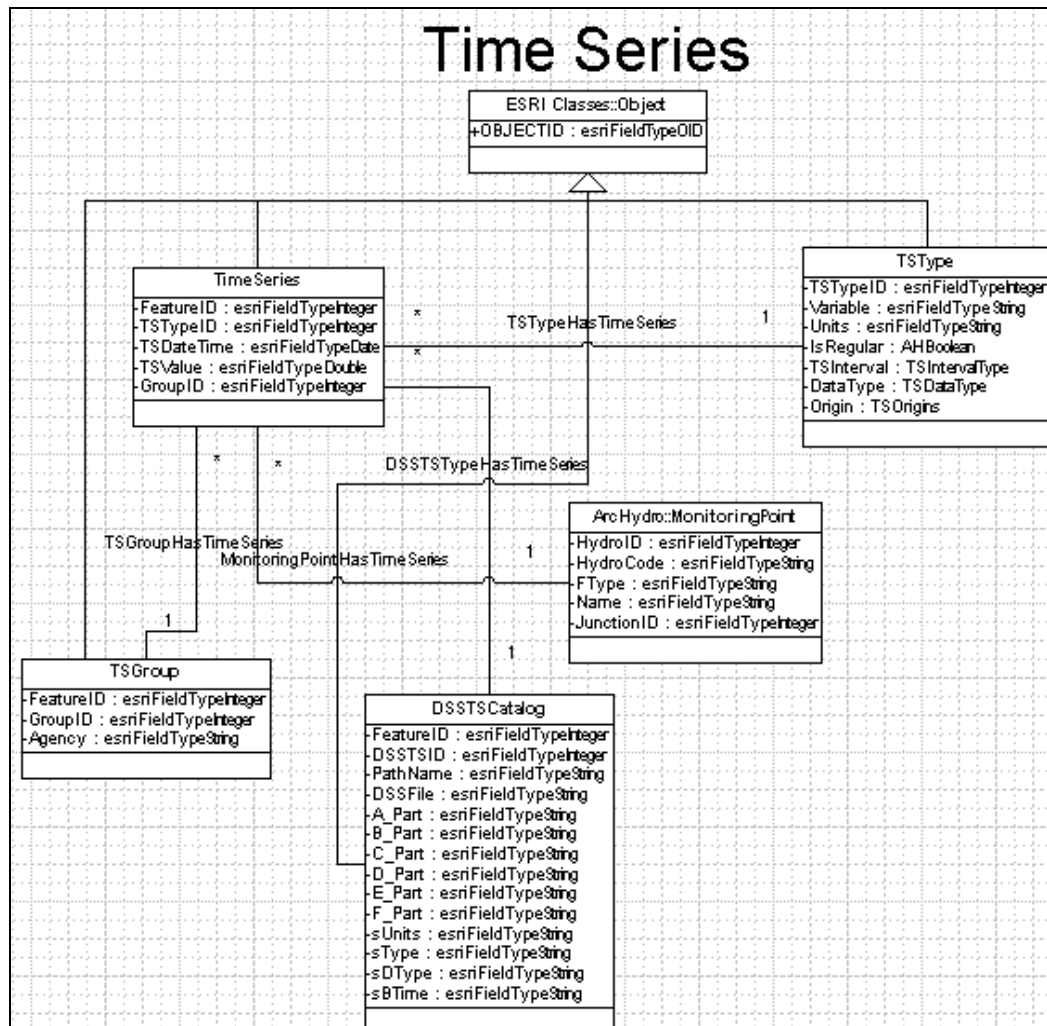 Time Series
ESRI Classes::Object
+OBJECTID : esriFieldTypeOID
TimeSeries
-FeatureID : esriFieldTypeInteger
-TSTypeID : esriFieldTypeInteger
-TSDateTime : esriFieldTypeDate
-TSValue : esriFieldTypeDouble
-GroupID : esriFieldTypeInteger
*
TSTypeHasTimeSeries
1
*
TSType
-TSTypeID : esriFieldTypeInteger
-Variable : esriFieldTypeString
-Units : esriFieldTypeString
-IsRegular : AHBoolean
-TSInterval : TSIntervalType
-DataType : TSDataType
-Origin : TSOrigins
*
*
DSSTSTypeHasTimeSeries
TSGroupHasTimeSeries
MonitoringPointHasTimeSeries
1
ArcHydro::MonitoringPoint
-HydroID : esriFieldTypeInteger
-HydroCode : esriFieldTypeString
-FType : esriFieldTypeString
-Name : esriFieldTypeString
-JunctionID : esriFieldTypeInteger
1
1
TSGroup
-FeatureID : esriFieldTypeInteger
-GroupID : esriFieldTypeInteger
-Agency : esriFieldTypeString
DSSTSCatalog
-FeatureID : esriFieldTypeInteger
-DSSTSID : esriFieldTypeInteger
-PathName : esriFieldTypeString
-DSSFile : esriFieldTypeString
-A_Part : esriFieldTypeString
-B_Part : esriFieldTypeString
-C_Part : esriFieldTypeString
-D_Part : esriFieldTypeString
-E_Part : esriFieldTypeString
-F_Part : esriFieldTypeString
-sUnits : esriFieldTypeString
-sType : esriFieldTypeString
-sDType : esriFieldTypeString
-sBTime : esriFieldTypeString